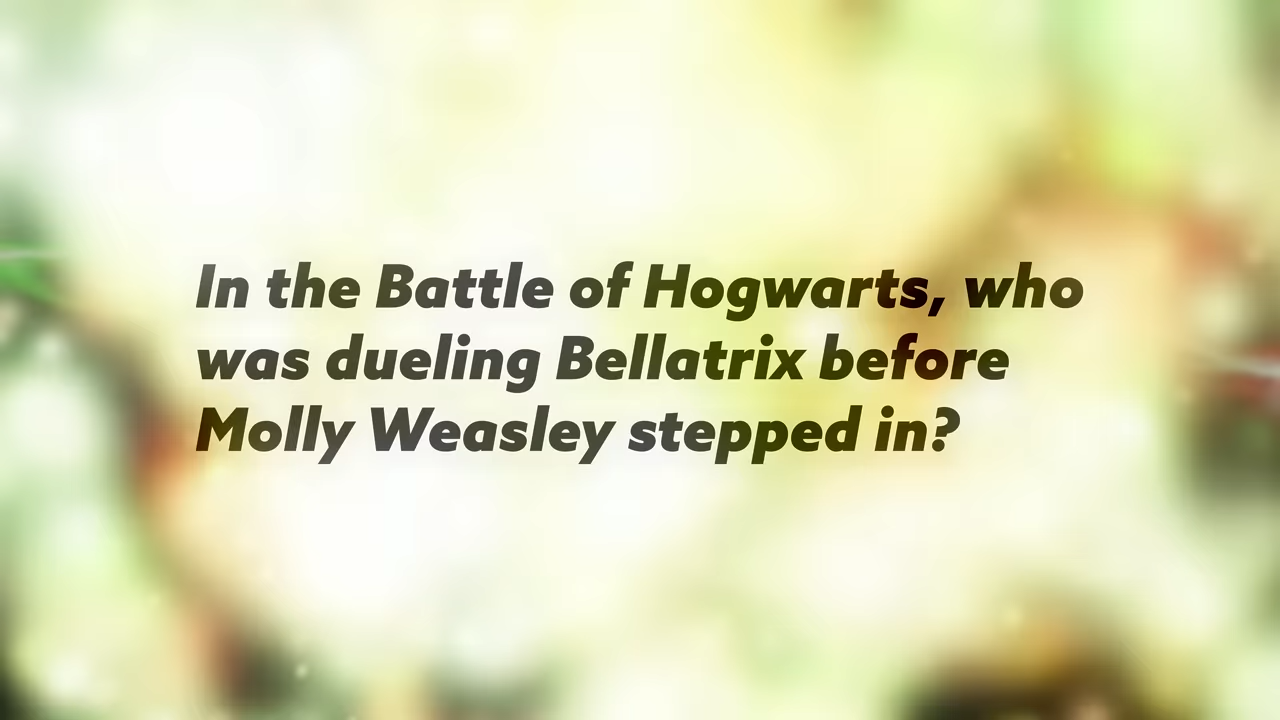 In the Battle of Hogwarts, who
was dueling Bellatrix before
Molly Weasley stepped in?